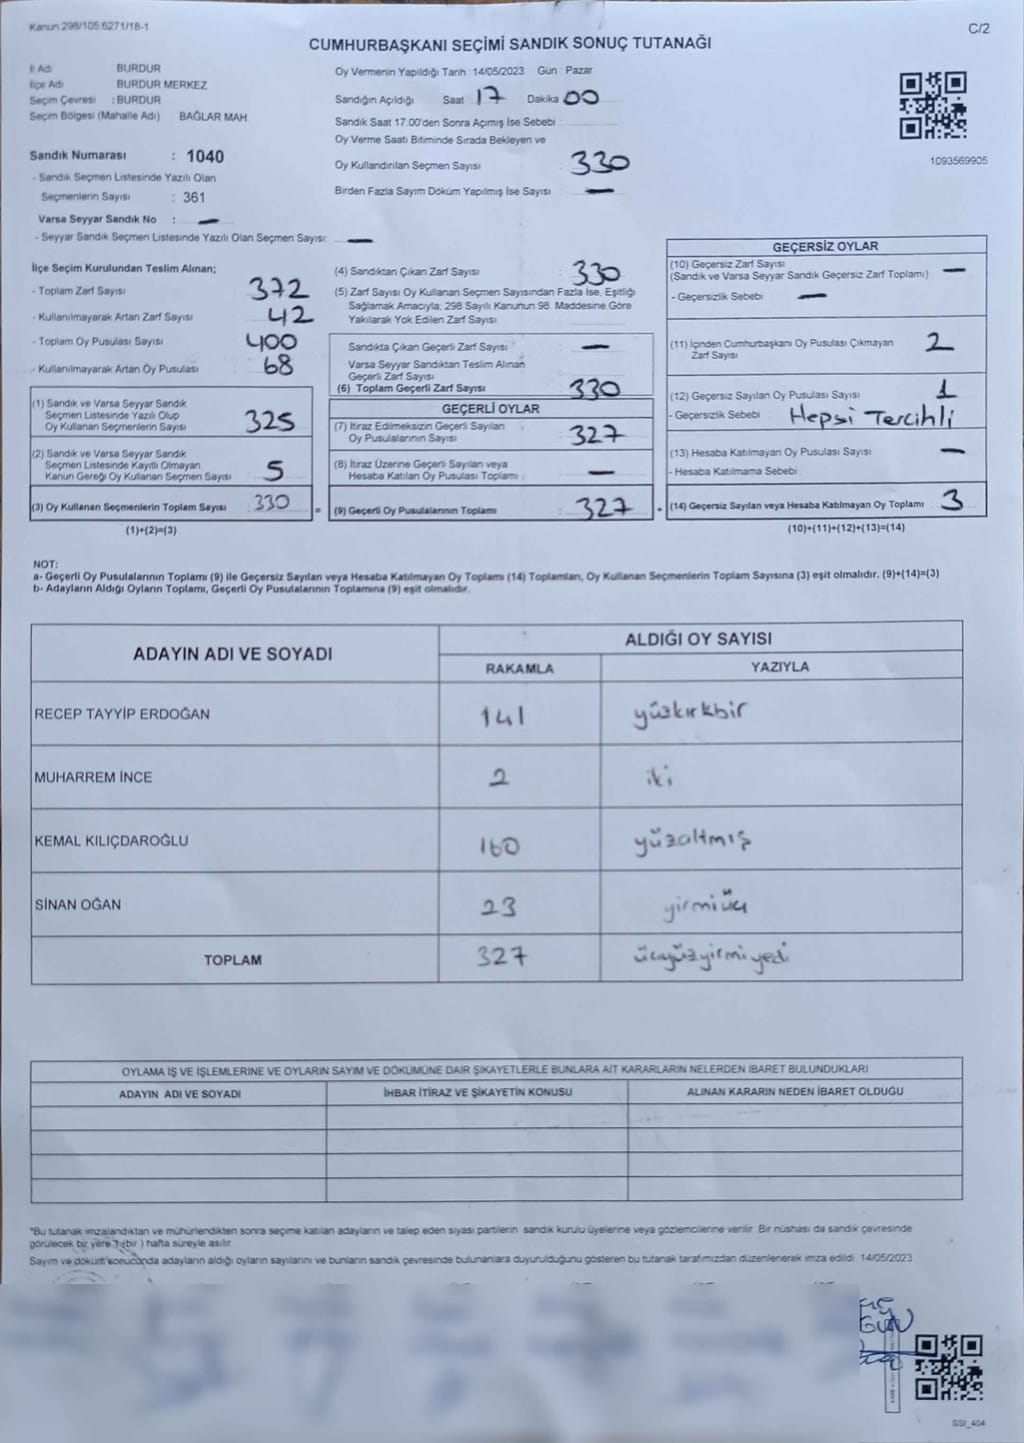 Kanun:298/105:6271/18-1
C/2
CUMHURBAŞKANI SEÇİMİ SANDIK SONUÇ TUTANAĞI
İl Adı BURDUR
İlçe Adı BURDUR MERKEZ
Seçim Çevresi : BURDUR
Seçim Bölgesi (Mahalle Adı) BAĞLAR MAH.
Sandık Numarası : 1040
- Sandık Seçmen Listesinde Yazılı Olan
Seçmenlerin Sayısı : 361
Varsa Seyyar Sandık No : —
- Seyyar Sandık Seçmen Listesinde Yazılı Olan Seçmen Sayısı: —
Oy Vermenin Yapıldığı Tarih :14/05/2023 Gün Pazar
Sandığın Açıldığı Saat 17 Dakika 00
Sandık Saat 17.00'den Sonra Açımış İse Sebebi :
Oy Verme Saati Bitiminde Sırada Bekleyen ve
Oy Kullandırılan Seçmen Sayısı : 330
Birden Fazla Sayım Döküm Yapılmış İse Sayısı : —
1093569905
İlçe Seçim Kurulundan Teslim Alınan;
- Toplam Zarf Sayısı 372
- Kullanılmayarak Artan Zarf Sayısı 42
- Toplam Oy Pusulası Sayısı 400
- Kullanılmayarak Artan Oy Pusulası 68
(1) Sandık ve Varsa Seyyar Sandık
Seçmen Listesinde Yazılı Olup
Oy Kullanan Seçmenlerin Sayısı 325
(2) Sandık ve Varsa Seyyar Sandık
Seçmen Listesinde Kayıtlı Olmayan
Kanun Gereği Oy Kullanan Seçmen Sayısı 5
(3) Oy Kullanan Seçmenlerin Toplam Sayısı 330 =
(1)+(2)=(3)
(4) Sandıktan Çıkan Zarf Sayısı : 330
(5) Zarf Sayısı Oy Kullanan Seçmen Sayısından Fazla İse, Eşitliği
Sağlamak Amacıyla; 298 Sayılı Kanunun 98. Maddesine Göre
Yakılarak Yok Edilen Zarf Sayısı :
Sandıkta Çıkan Geçerli Zarf Sayısı : —
Varsa Seyyar Sandıktan Teslim Alınan
Geçerli Zarf Sayısı :
(6) Toplam Geçerli Zarf Sayısı 330
GEÇERLİ OYLAR
(7) İtiraz Edilmeksizin Geçerli Sayılan
Oy Pusulalarının Sayısı : 327
(8) İtiraz Üzerine Geçerli Sayılan veya
Hesaba Katılan Oy Pusulası Toplamı : —
(9) Geçerli Oy Pusulalarının Toplamı : 327 +
GEÇERSİZ OYLAR
(10) Geçersiz Zarf Sayısı
(Sandık ve Varsa Seyyar Sandık Geçersiz Zarf Toplamı) : —
- Geçersizlik Sebebi : —
(11) İçinden Cumhurbaşkanı Oy Pusulası Çıkmayan
Zarf Sayısı 2
(12) Geçersiz Sayılan Oy Pusulası Sayısı : 1
- Geçersizlik Sebebi : Hepsi Tercihli
(13) Hesaba Katılmayan Oy Pusulası Sayısı : —
- Hesaba Katılmama Sebebi :
(14) Geçersiz Sayılan veya Hesaba Katılmayan Oy Toplamı 3
(10)+(11)+(12)+(13)=(14)
NOT:
a- Geçerli Oy Pusulalarının Toplamı (9) ile Geçersiz Sayılan veya Hesaba Katılmayan Oy Toplamı (14) Toplamları, Oy Kullanan Seçmenlerin Toplam Sayısına (3) eşit olmalıdır. (9)+(14)=(3)
b- Adayların Aldığı Oyların Toplamı, Geçerli Oy Pusulalarının Toplamına (9) eşit olmalıdır.
ADAYIN ADI VE SOYADI
ALDIĞI OY SAYISI
RAKAMLA YAZIYLA
RECEP TAYYİP ERDOĞAN 141 yüzkırkbir
MUHARREM İNCE 2 iki
KEMAL KILIÇDAROĞLU 160 yüzaltmış
SİNAN OĞAN 23 yirmiüç
TOPLAM 327 üçyüzyirmiyedi
OYLAMA İŞ VE İŞLEMLERİNE VE OYLARIN SAYIM VE DÖKÜMÜNE DAİR ŞİKAYETLERLE BUNLARA AİT KARARLARIN NELERDEN İBARET BULUNDUKLARI
ADAYIN ADI VE SOYADI İHBAR İTİRAZ VE ŞİKAYETİN KONUSU ALINAN KARARIN NEDEN İBARET OLDUĞU
*Bu tutanak imzalandıktan ve mühürlendikten sonra seçime katılan adayların ve talep eden siyasi partilerin sandık kurulu üyelerine veya gözlemcilerine verilir. Bir nüshası da sandık çevresinde
görülecek bir yere 1 (bir) hafta süreyle asılır.
Sayım ve döküm sonucunda adayların aldığı oyların sayılarını ve bunların sandık çevresinde bulunanlara duyurulduğunu gösteren bu tutanak tarafımızdan düzenlenerek imza edildi. 14/05/2023
SSI_404